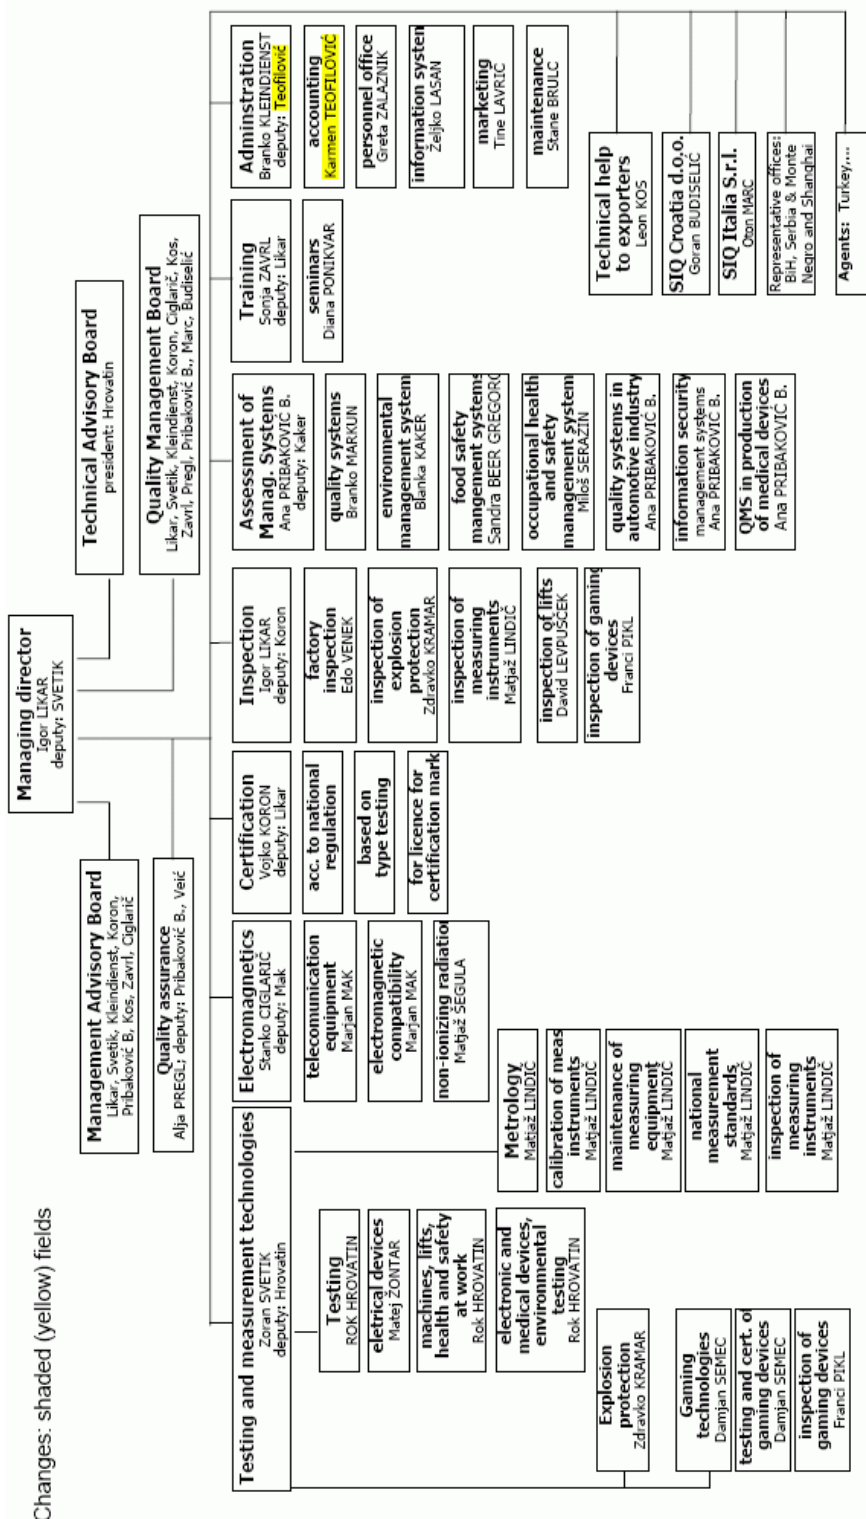 Changes: shaded (yellow) fields
Managing director
Igor LIKAR
deputy: SVETIK
Management Advisory Board
Likar, Svetik, Kleindienst, Koron,
Pribaković B, Kos, Zavrl, Ciglarič
Technical Advisory Board
president: Hrovatin
Quality assurance
Alja PREGL; deputy: Pribaković B., Veić
Quality Management Board
Likar, Svetik, Kleindienst, Koron, Ciglarič, Kos,
Zavrl, Pregl, Pribaković B., Marc, Budiselić
Testing and measurement technologies
Zoran SVETIK
deputy: Hrovatin
Testing
ROK HROVATIN
eletrical devices
Matej ŽONTAR
machines, lifts,
health and safety
at work
Rok HROVATIN
electronic and
medical devices,
environmental
testing
Rok HROVATIN
Explosion
protection
Zdravko KRAMAR
Gaming
technologies
Damjan SEMEC
testing and cert. of
gaming devices
Damjan SEMEC
inspection of
gaming devices
Franci PIKL
Metrology
Matjaž LINDIČ
calibration of meas
instruments
Matjaž LINDIČ
maintenance of
measuring
equipment
Matjaž LINDIČ
national
measurement
standards
Matjaž LINDIČ
inspection of
measuring
instruments
Matjaž LINDIČ
Electromagnetics
Stanko CIGLARIČ
deputy: Mak
telecomunication
equipment
Marjan MAK
electromagnetic
compatibility
Marjan MAK
non-ionizing radiation
Matjaž ŠEGULA
Certification
Vojko KORON
deputy: Likar
acc. to national
regulation
based on
type testing
for licence for
certification mark
Inspection
Igor LIKAR
deputy: Koron
factory
inspection
Edo VENEK
inspection of
explosion
protection
Zdravko KRAMAR
inspection of
measuring
instruments
Matjaž LINDIČ
inspection of lifts
David LEVPUŠČEK
inspection of gaming
devices
Franci PIKL
Assessment of
Manag. Systems
Ana PRIBAKOVIĆ B.
deputy: Kaker
quality systems
Branko MARKUN
environmental
management system
Blanka KAKER
food safety
mangement systems
Sandra BEER GREGORC
occupational health
and safety
management system
Miloš SERAZIN
quality systems in
automotive industry
Ana PRIBAKOVIĆ B.
information security
management systems
Ana PRIBAKOVIĆ B.
QMS in production
of medical devices
Ana PRIBAKOVIĆ B.
Training
Sonja ZAVRL
deputy: Likar
seminars
Diana PONIKVAR
Adminstration
Branko KLEINDIENST
deputy: Teofilović
accounting
Karmen TEOFILOVIĆ
personnel office
Greta ZALAZNIK
information system
Željko LASAN
marketing
Tine LAVRIČ
maintenance
Stane BRULC
Technical help
to exporters
Leon KOS
SIQ Croatia d.o.o.
Goran BUDISELIĆ
SIQ Italia S.r.l.
Oton MARC
Representative offices:
BiH, Serbia & Monte
Negro and Shanghai
Agents: Turkey,...